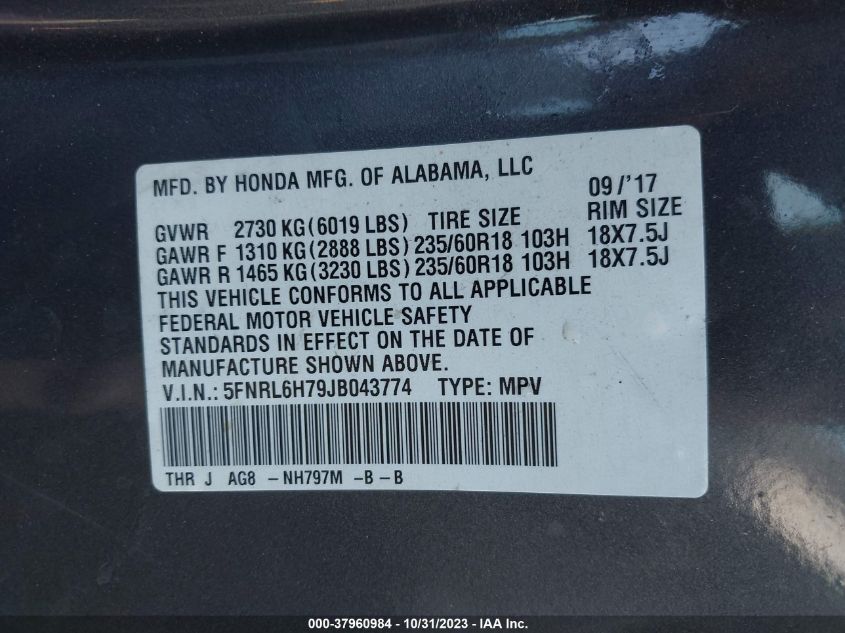 MFD. BY HONDA MFG. OF ALABAMA, LLC 09/'17
GVWR 2730 KG(6019 LBS) TIRE SIZE RIM SIZE
GAWR F 1310 KG(2888 LBS) 235/60R18 103H 18X7.5J
GAWR R 1465 KG(3230 LBS) 235/60R18 103H 18X7.5J
THIS VEHICLE CONFORMS TO ALL APPLICABLE
FEDERAL MOTOR VEHICLE SAFETY
STANDARDS IN EFFECT ON THE DATE OF
MANUFACTURE SHOWN ABOVE.
V.I.N.: 5FNRL6H79JB043774 TYPE: MPV
THR J AG8 -NH797M -B-B
000-37960984 - 10/31/2023 - IAA Inc.